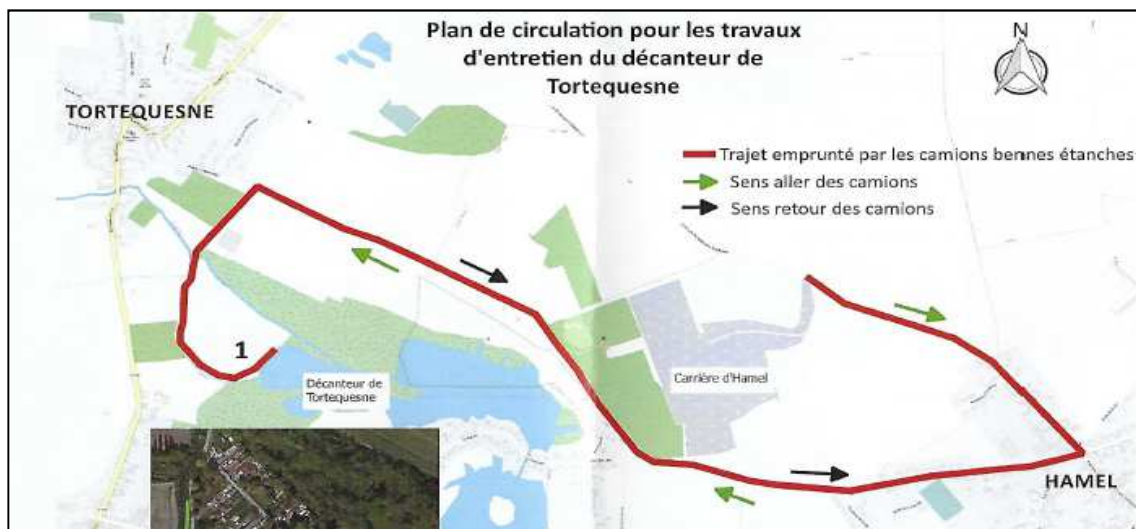 Plan de circulation pour les travaux
d'entretien du décanteur de
Tortequesne
N
TORTEQUESNE
Trajet emprunté par les camions bennes étanches
Sens aller des camions
Sens retour des camions
1
Décanteur de
Tortequesne
Carrière d'Hamel
HAMEL